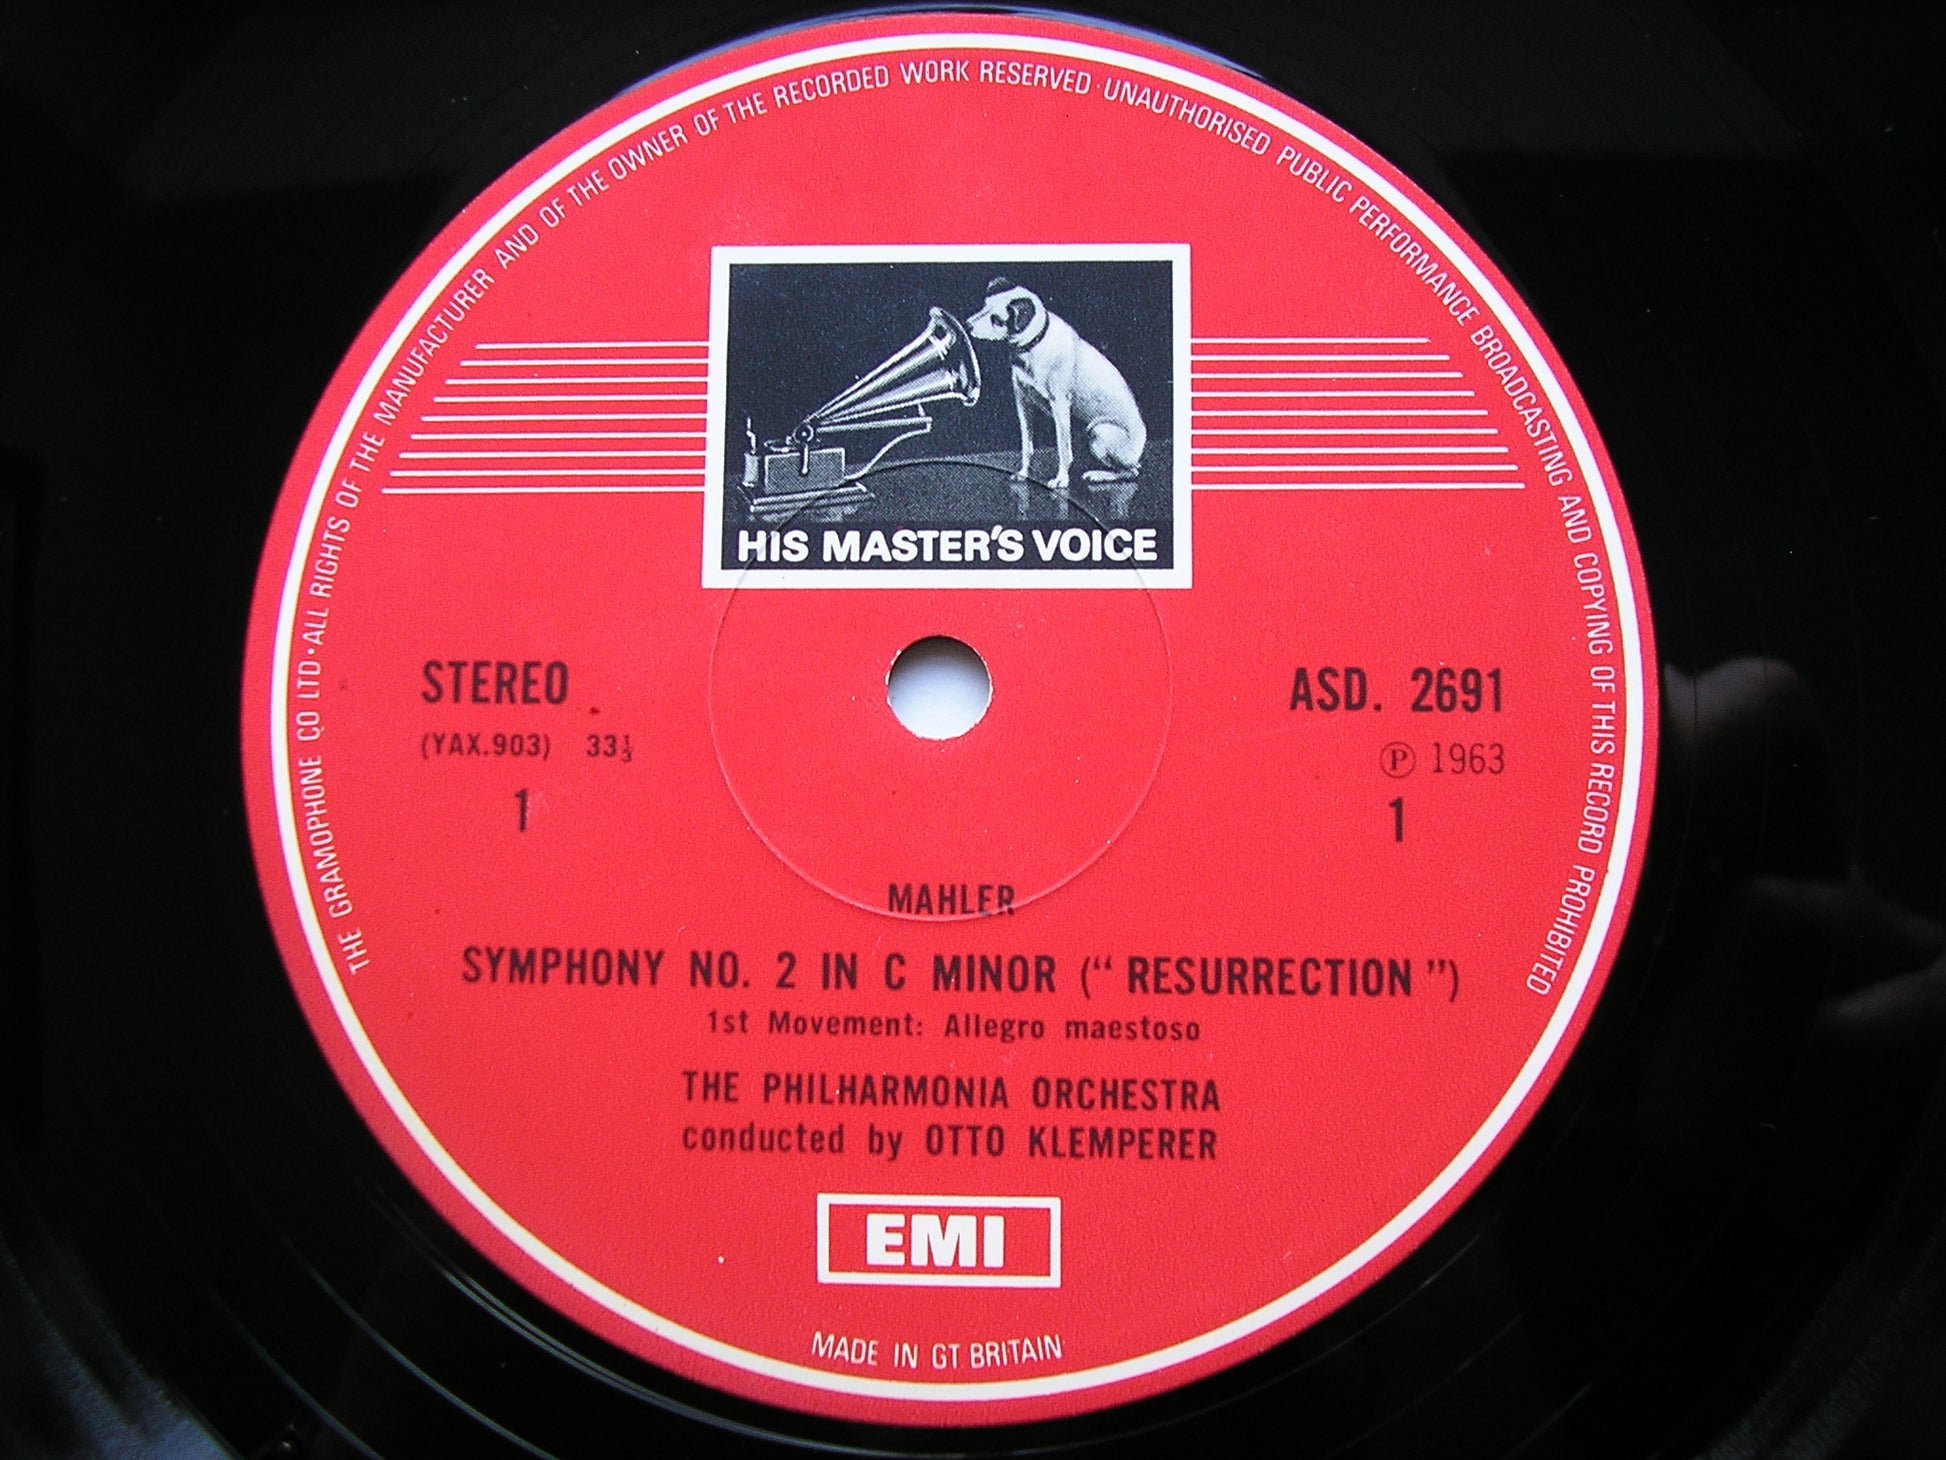 THE GRAMOPHONE CO LTD · ALL RIGHTS OF THE MANUFACTURER AND OF THE OWNER OF THE RECORDED WORK RESERVED · UNAUTHORISED PUBLIC PERFORMANCE BROADCASTING AND COPYING OF THIS RECORD PROHIBITED
HIS MASTER'S VOICE
STEREO
(YAX.903) 33⅓
1
ASD. 2691
℗ 1963
1
MAHLER
SYMPHONY NO. 2 IN C MINOR (“RESURRECTION”)
1st Movement: Allegro maestoso
THE PHILHARMONIA ORCHESTRA
conducted by OTTO KLEMPERER
EMI
MADE IN GT BRITAIN